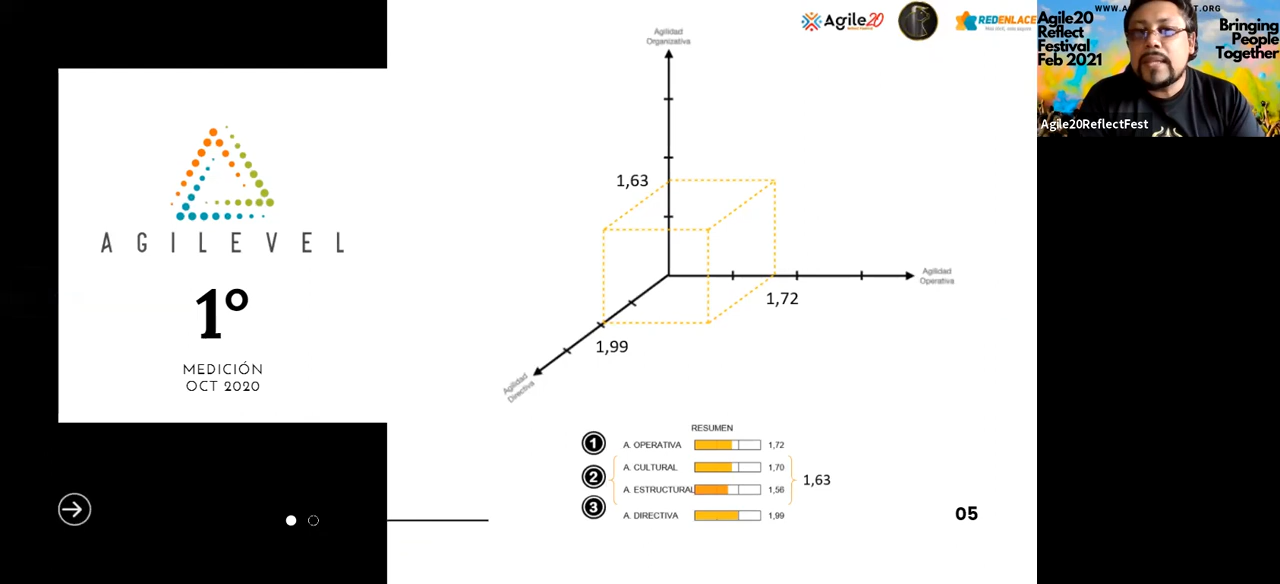 AGILEVEL
1º
MEDICIÓN
OCT 2020
Agile20
REDENLACE
Agilidad
Organizativa
1,63
Agilidad
Operativa
1,72
1,99
Agilidad
Directiva
RESUMEN
1 A. OPERATIVA 1,72
2 A. CULTURAL 1,70
A. ESTRUCTURAL 1,56
1,63
3 A. DIRECTIVA 1,99
05
Agile20
Reflect
Festival
Feb 2021
Bringing
People
Together
Agile20ReflectFest